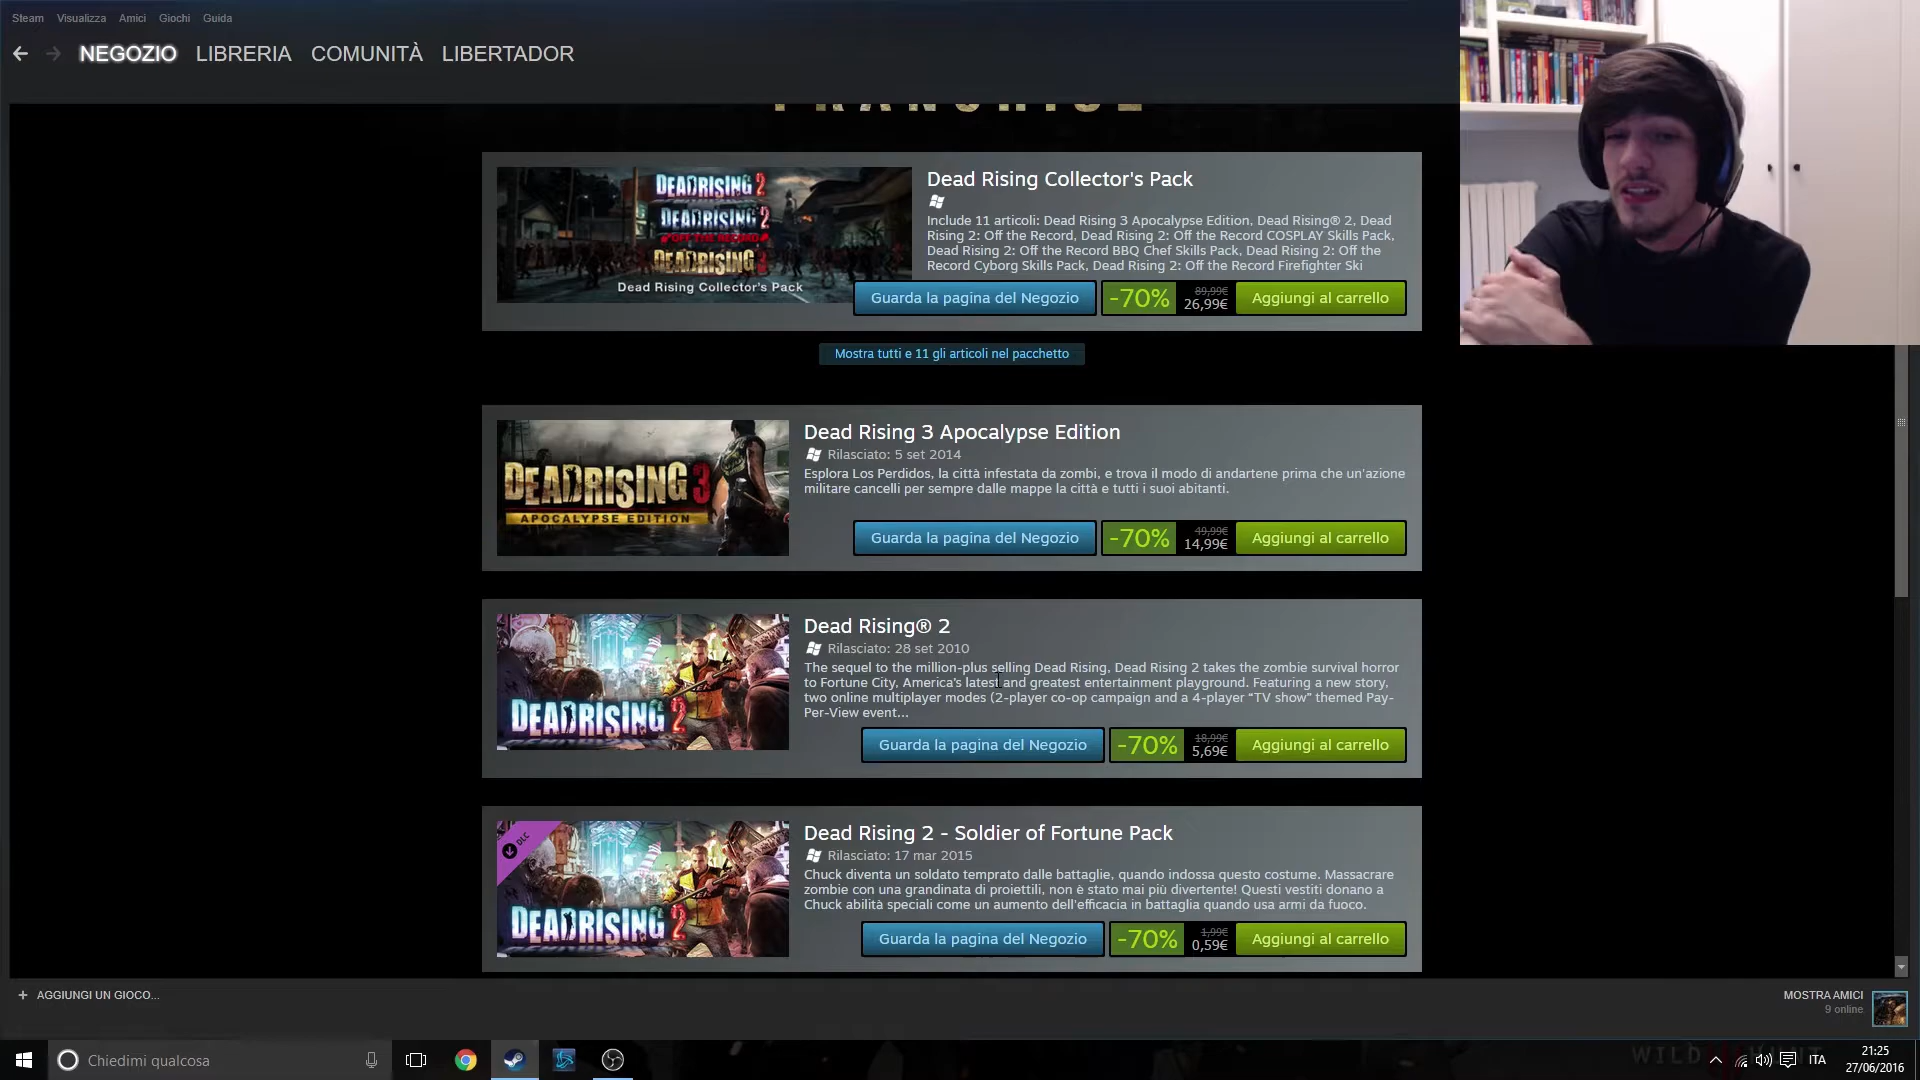 Steam Visualizza Amici Giochi Guida
NEGOZIO LIBRERIA COMUNITÀ LIBERTADOR
FRANCHISE
DEADRISING 2
DEADRISING 2
OFF THE RECORD
DEADRISING 3
Dead Rising Collector's Pack
Dead Rising Collector's Pack
Include 11 articoli: Dead Rising 3 Apocalypse Edition, Dead Rising® 2, Dead
Rising 2: Off the Record, Dead Rising 2: Off the Record COSPLAY Skills Pack,
Dead Rising 2: Off the Record BBQ Chef Skills Pack, Dead Rising 2: Off the
Record Cyborg Skills Pack, Dead Rising 2: Off the Record Firefighter Ski
Guarda la pagina del Negozio -70% 89,99€ 26,99€ Aggiungi al carrello
Mostra tutti e 11 gli articoli nel pacchetto
DEADRISING 3
APOCALYPSE EDITION
Dead Rising 3 Apocalypse Edition
Rilasciato: 5 set 2014
Esplora Los Perdidos, la città infestata da zombi, e trova il modo di andartene prima che un'azione
militare cancelli per sempre dalle mappe la città e tutti i suoi abitanti.
Guarda la pagina del Negozio -70% 49,99€ 14,99€ Aggiungi al carrello
DEADRISING 2
Dead Rising® 2
Rilasciato: 28 set 2010
The sequel to the million-plus selling Dead Rising, Dead Rising 2 takes the zombie survival horror
to Fortune City, America's latest and greatest entertainment playground. Featuring a new story,
two online multiplayer modes (2-player co-op campaign and a 4-player “TV show” themed Pay-
Per-View event...
Guarda la pagina del Negozio -70% 18,99€ 5,69€ Aggiungi al carrello
DLC
DEADRISING 2
Dead Rising 2 - Soldier of Fortune Pack
Rilasciato: 17 mar 2015
Chuck diventa un soldato temprato dalle battaglie, quando indossa questo costume. Massacrare
zombie con una grandinata di proiettili, non è stato mai più divertente! Questi vestiti donano a
Chuck abilità speciali come un aumento dell'efficacia in battaglia quando usa armi da fuoco.
Guarda la pagina del Negozio -70% 1,99€ 0,59€ Aggiungi al carrello
+ AGGIUNGI UN GIOCO...
MOSTRA AMICI
9 online
Chiedimi qualcosa
WILD HUNT
ITA
21:25
27/06/2016